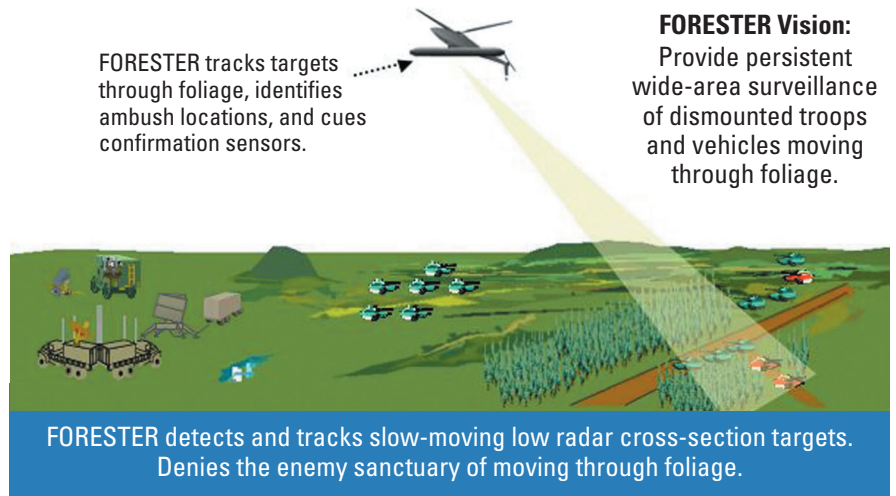 FORESTER tracks targets
through foliage, identifies
ambush locations, and cues
confirmation sensors.
FORESTER Vision:
Provide persistent
wide-area surveillance
of dismounted troops
and vehicles moving
through foliage.
FORESTER detects and tracks slow-moving low radar cross-section targets.
Denies the enemy sanctuary of moving through foliage.